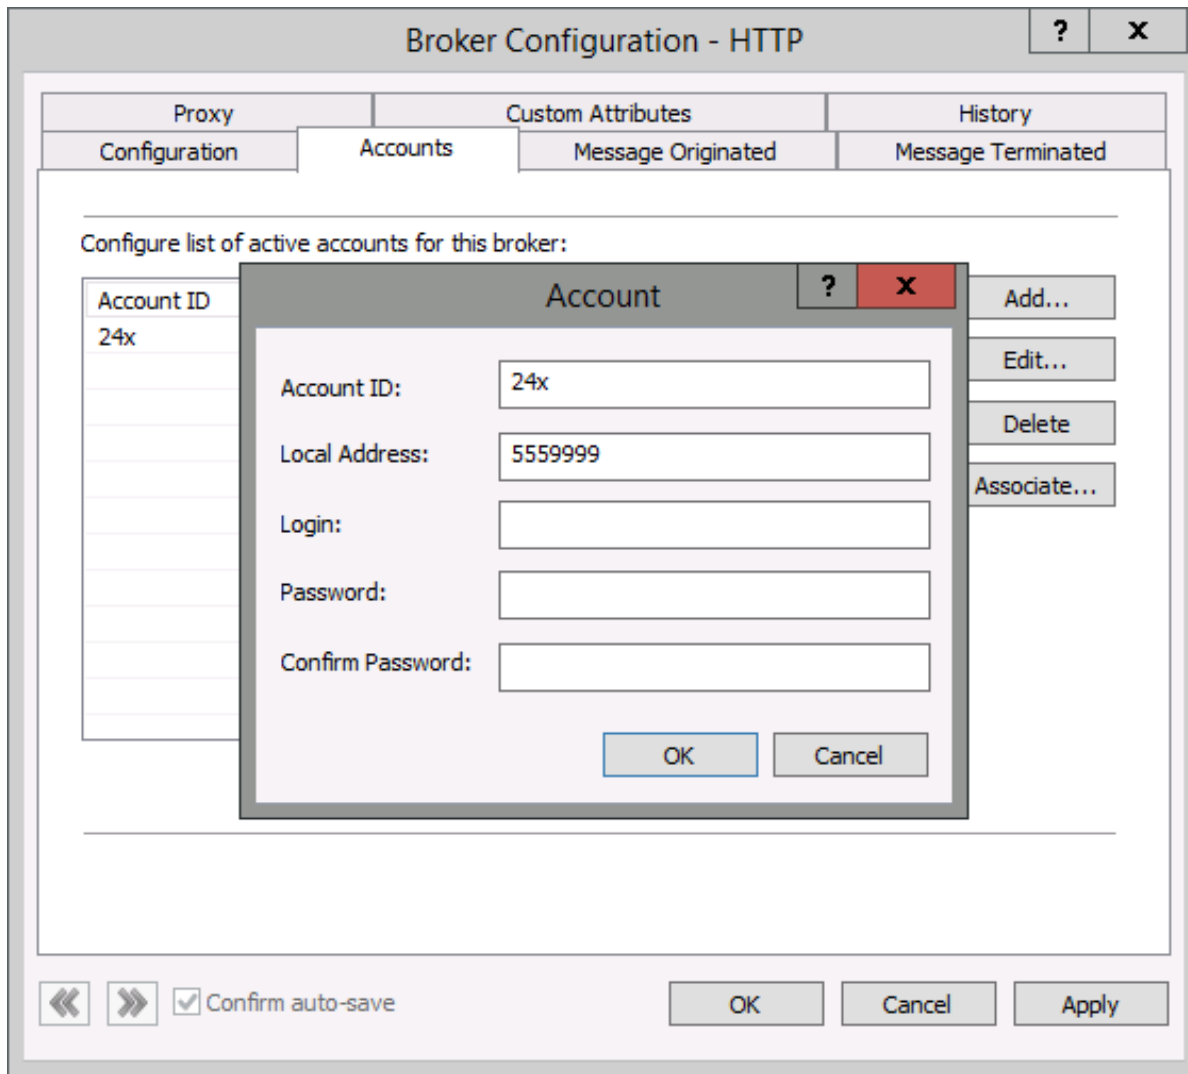 Broker Configuration - HTTP
? x
Proxy Custom Attributes History
Configuration Accounts Message Originated Message Terminated
Configure list of active accounts for this broker:
Account ID
24x
Add...
Edit...
Delete
Associate...
Account
? x
Account ID: 24x
Local Address: 5559999
Login:
Password:
Confirm Password:
OK Cancel
Confirm auto-save
OK Cancel Apply